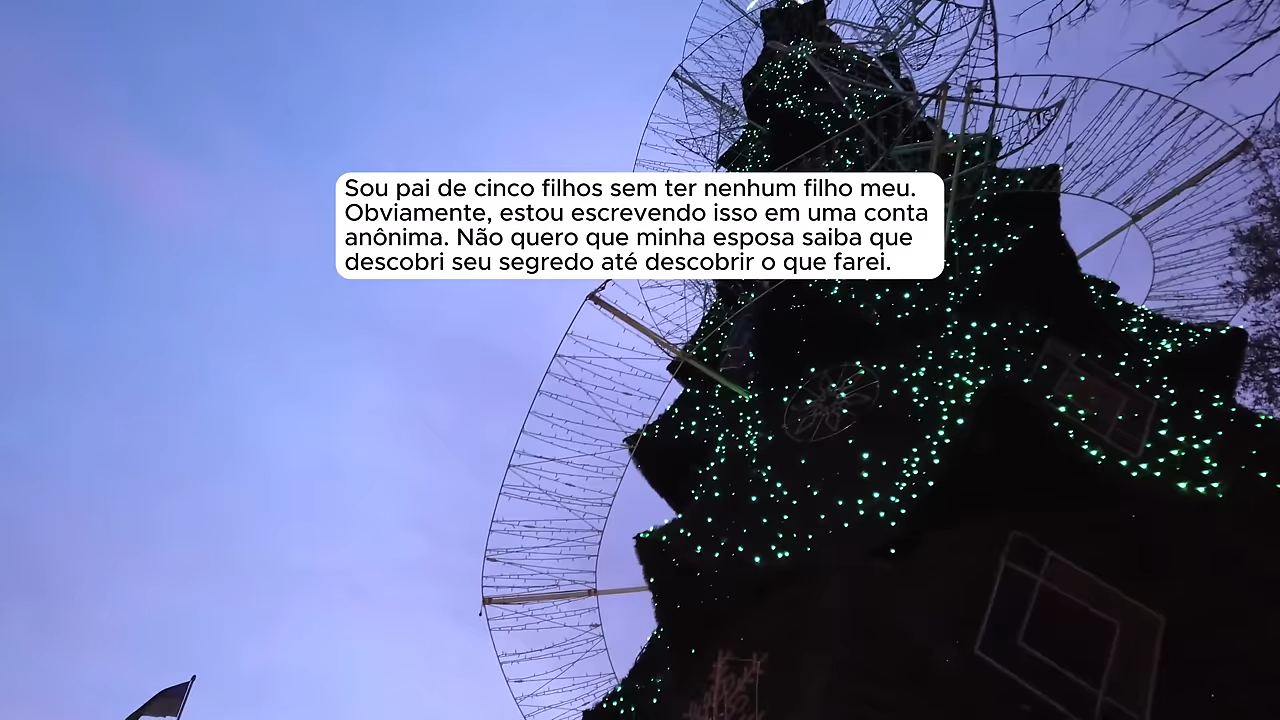 Sou pai de cinco filhos sem ter nenhum filho meu.
Obviamente, estou escrevendo isso em uma conta
anônima. Não quero que minha esposa saiba que
descobri seu segredo até descobrir o que farei.